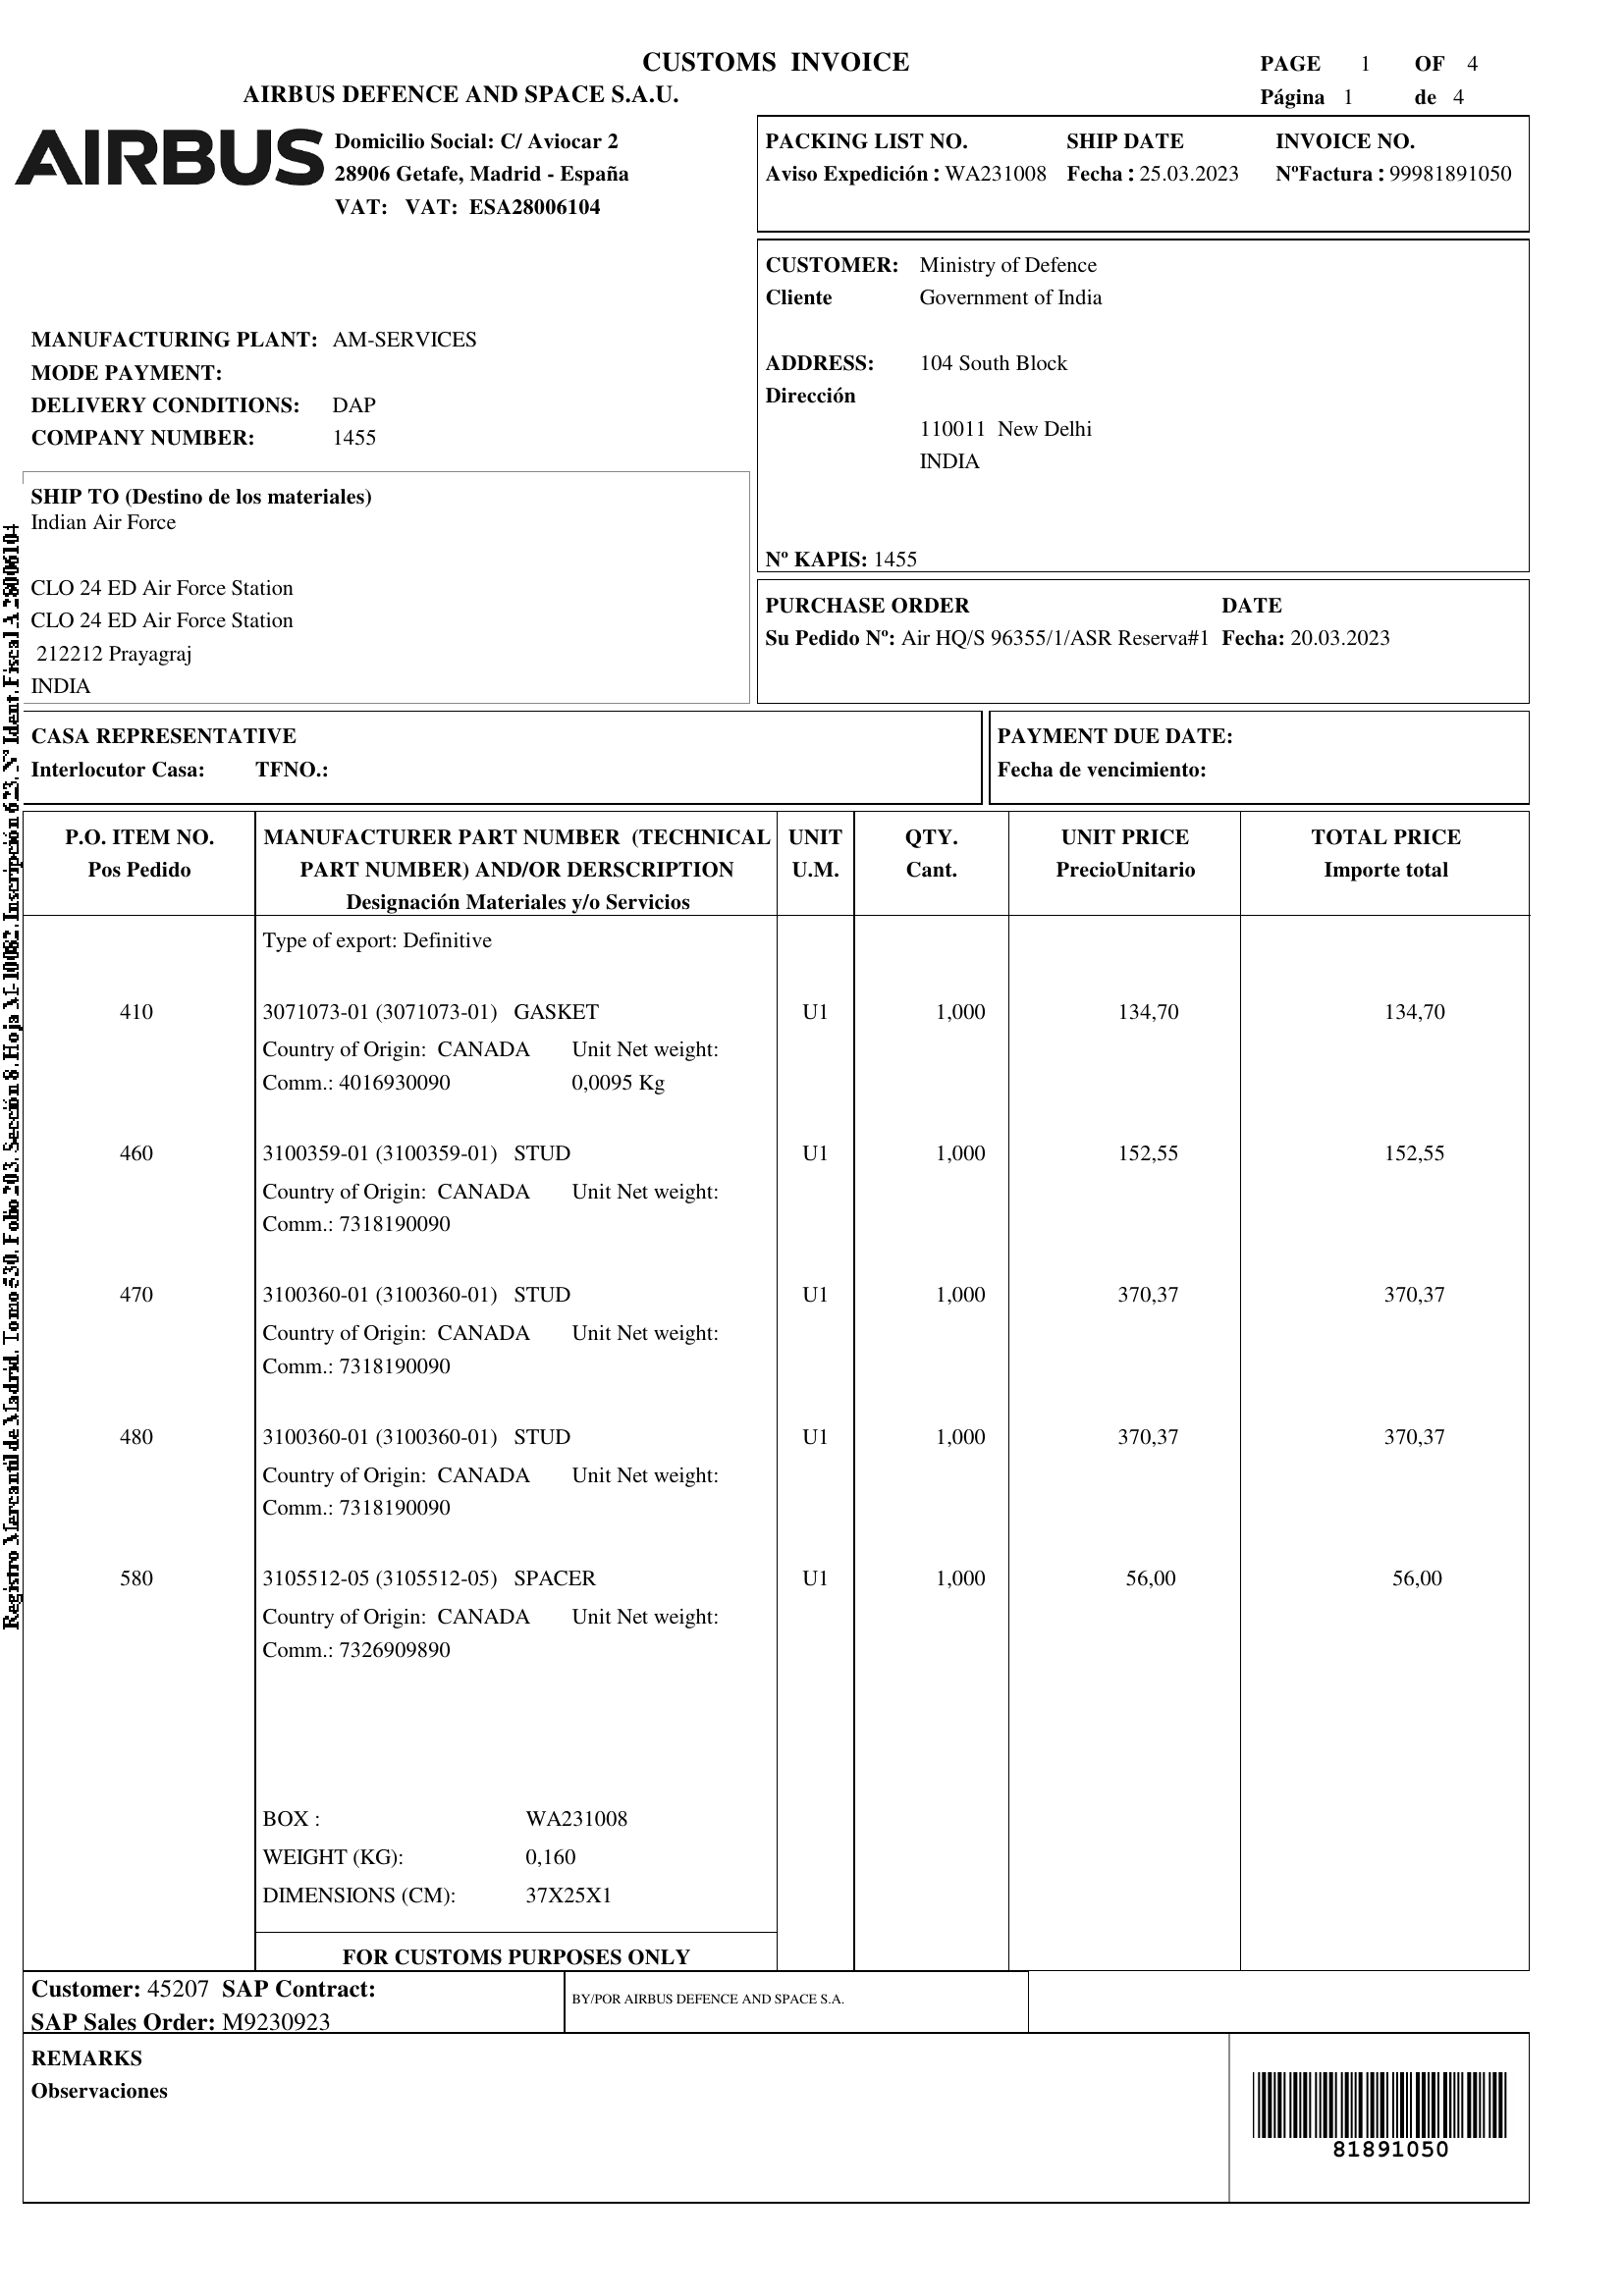 CUSTOMS INVOICE
PAGE 1 OF 4
AIRBUS DEFENCE AND SPACE S.A.U.
Página 1 de 4
AIRBUS
Domicilio Social: C/ Aviocar 2
28906 Getafe, Madrid - España
VAT: VAT: ESA28006104
PACKING LIST NO. SHIP DATE INVOICE NO.
Aviso Expedición : WA231008 Fecha : 25.03.2023 NºFactura : 99981891050
CUSTOMER: Ministry of Defence
Cliente Government of India
ADDRESS: 104 South Block
Dirección
110011 New Delhi
INDIA
Nº KAPIS: 1455
MANUFACTURING PLANT: AM-SERVICES
MODE PAYMENT:
DELIVERY CONDITIONS: DAP
COMPANY NUMBER: 1455
SHIP TO (Destino de los materiales)
Indian Air Force
CLO 24 ED Air Force Station
CLO 24 ED Air Force Station
212212 Prayagraj
INDIA
PURCHASE ORDER DATE
Su Pedido Nº: Air HQ/S 96355/1/ASR Reserva#1 Fecha: 20.03.2023
CASA REPRESENTATIVE
Interlocutor Casa: TFNO.:
PAYMENT DUE DATE:
Fecha de vencimiento:
P.O. ITEM NO. MANUFACTURER PART NUMBER (TECHNICAL UNIT QTY. UNIT PRICE TOTAL PRICE
Pos Pedido PART NUMBER) AND/OR DERSCRIPTION U.M. Cant. PrecioUnitario Importe total
Designación Materiales y/o Servicios
Type of export: Definitive
410 3071073-01 (3071073-01) GASKET U1 1,000 134,70 134,70
Country of Origin: CANADA Unit Net weight:
Comm.: 4016930090 0,0095 Kg
460 3100359-01 (3100359-01) STUD U1 1,000 152,55 152,55
Country of Origin: CANADA Unit Net weight:
Comm.: 7318190090
470 3100360-01 (3100360-01) STUD U1 1,000 370,37 370,37
Country of Origin: CANADA Unit Net weight:
Comm.: 7318190090
480 3100360-01 (3100360-01) STUD U1 1,000 370,37 370,37
Country of Origin: CANADA Unit Net weight:
Comm.: 7318190090
580 3105512-05 (3105512-05) SPACER U1 1,000 56,00 56,00
Country of Origin: CANADA Unit Net weight:
Comm.: 7326909890
BOX : WA231008
WEIGHT (KG): 0,160
DIMENSIONS (CM): 37X25X1
FOR CUSTOMS PURPOSES ONLY
Customer: 45207 SAP Contract:
SAP Sales Order: M9230923
BY/POR AIRBUS DEFENCE AND SPACE S.A.
REMARKS
Observaciones
81891050
Registro Mercantil de Madrid, Tomo 530, Folio 203, Sección 8, Hoja M-10082, Inscripción 623, Nº Ident. Fiscal A 28006104